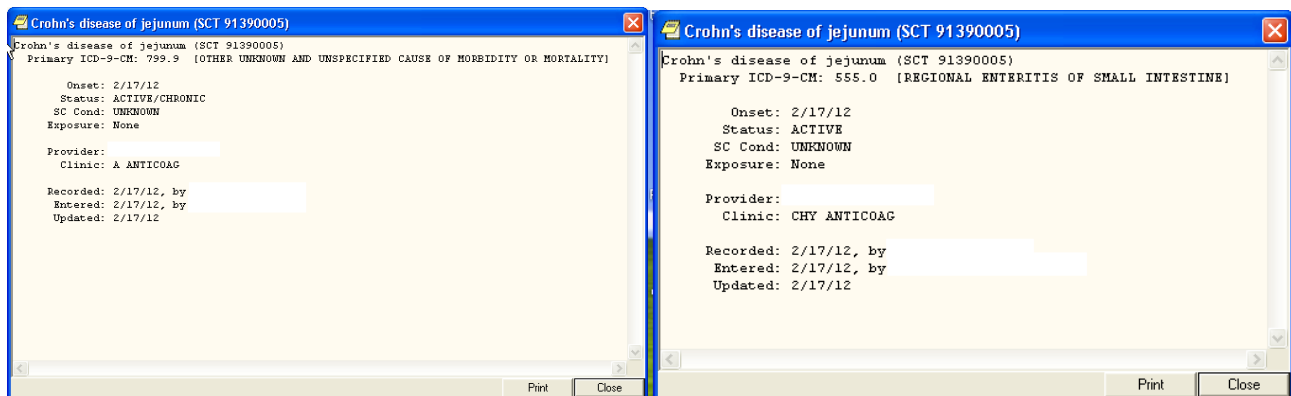 Crohn's disease of jejunum (SCT 91390005)
Crohn's disease of jejunum (SCT 91390005)
Primary ICD-9-CM: 799.9 [OTHER UNKNOWN AND UNSPECIFIED CAUSE OF MORBIDITY OR MORTALITY]
Onset: 2/17/12
Status: ACTIVE/CHRONIC
SC Cond: UNKNOWN
Exposure: None
Provider:
Clinic: A ANTICOAG
Recorded: 2/17/12, by
Entered: 2/17/12, by
Updated: 2/17/12
Print Close
Crohn's disease of jejunum (SCT 91390005)
Crohn's disease of jejunum (SCT 91390005)
Primary ICD-9-CM: 555.0 [REGIONAL ENTERITIS OF SMALL INTESTINE]
Onset: 2/17/12
Status: ACTIVE
SC Cond: UNKNOWN
Exposure: None
Provider:
Clinic: CHY ANTICOAG
Recorded: 2/17/12, by
Entered: 2/17/12, by
Updated: 2/17/12
Print Close